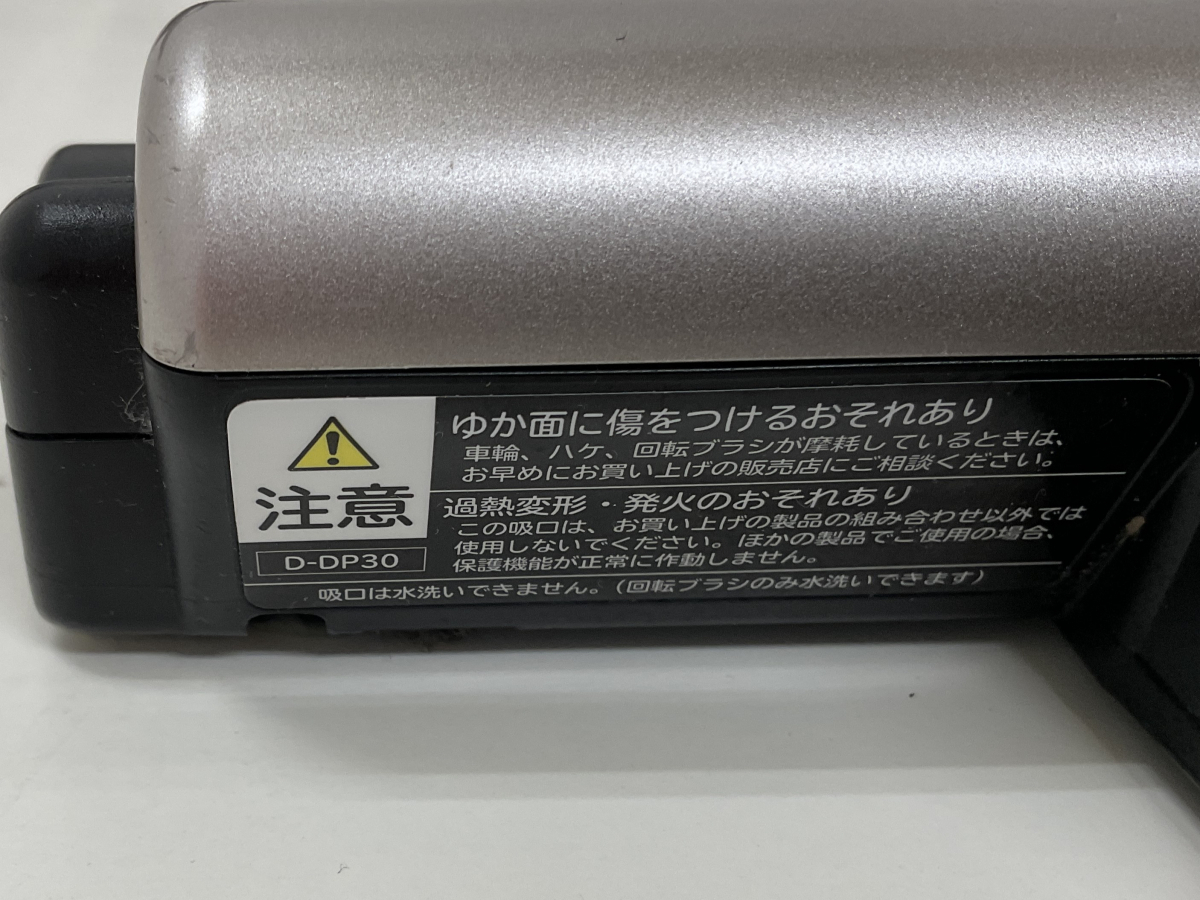 注意
D-DP30
ゆか面に傷をつけるおそれあり
車輪、ハケ、回転ブラシが摩耗しているときは、
お早めにお買い上げの販売店にご相談ください。
過熱変形・発火のおそれあり
この吸口は、お買い上げの製品の組み合わせ以外では
使用しないでください。ほかの製品でご使用の場合、
保護機能が正常に作動しません。
吸口は水洗いできません。(回転ブラシのみ水洗いできます)